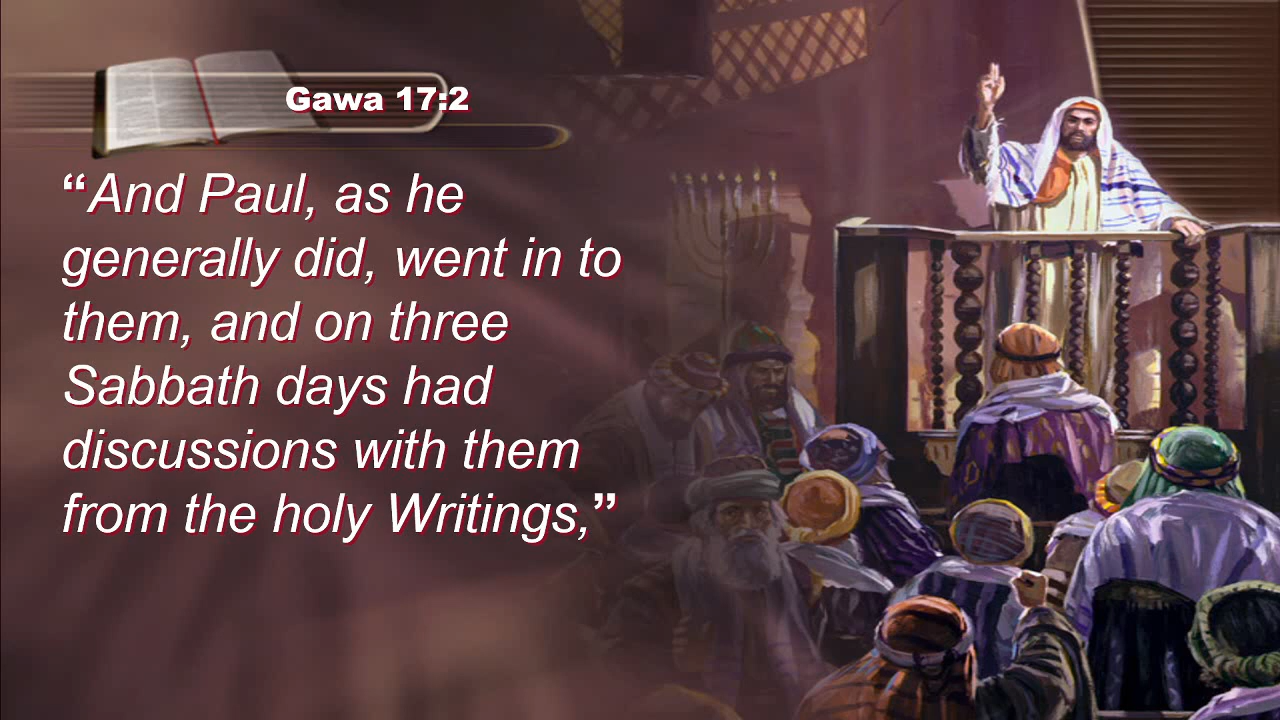 Gawa 17:2
“And Paul, as he
generally did, went in to
them, and on three
Sabbath days had
discussions with them
from the holy Writings,”